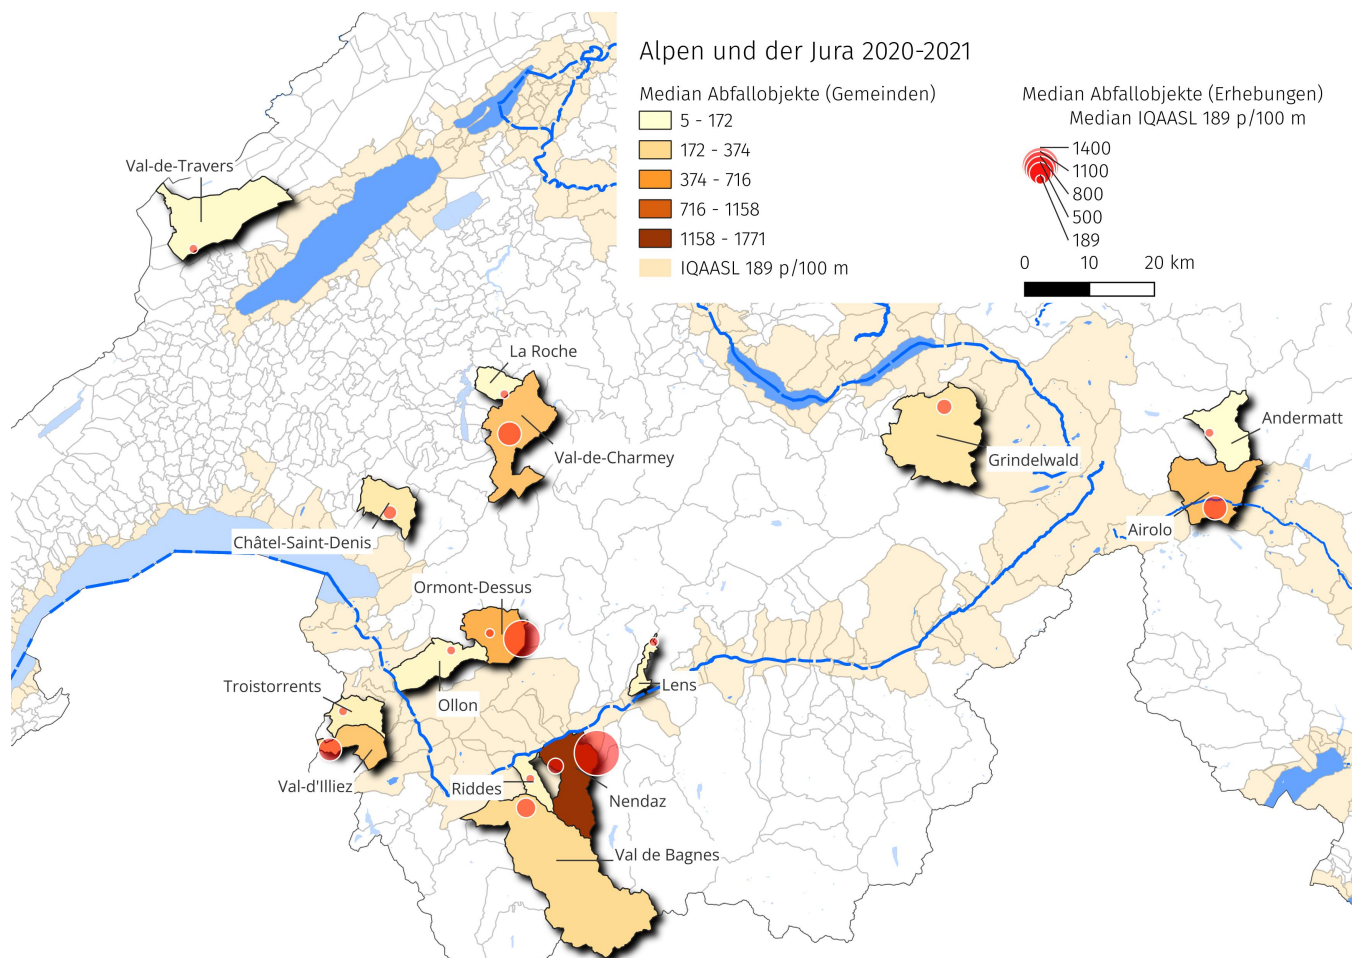 Alpen und der Jura 2020-2021
Median Abfallobjekte (Gemeinden)
5 - 172
172 - 374
374 - 716
716 - 1158
1158 - 1771
IQAASL 189 p/100 m
Median Abfallobjekte (Erhebungen)
Median IQAASL 189 p/100 m
1400
1100
800
500
189
0 10 20 km
Val-de-Travers
La Roche
Val-de-Charmey
Andermatt
Grindelwald
Airolo
Châtel-Saint-Denis
Ormont-Dessus
Troistorrents
Ollon
Lens
Val-d'Illiez
Riddes
Nendaz
Val de Bagnes